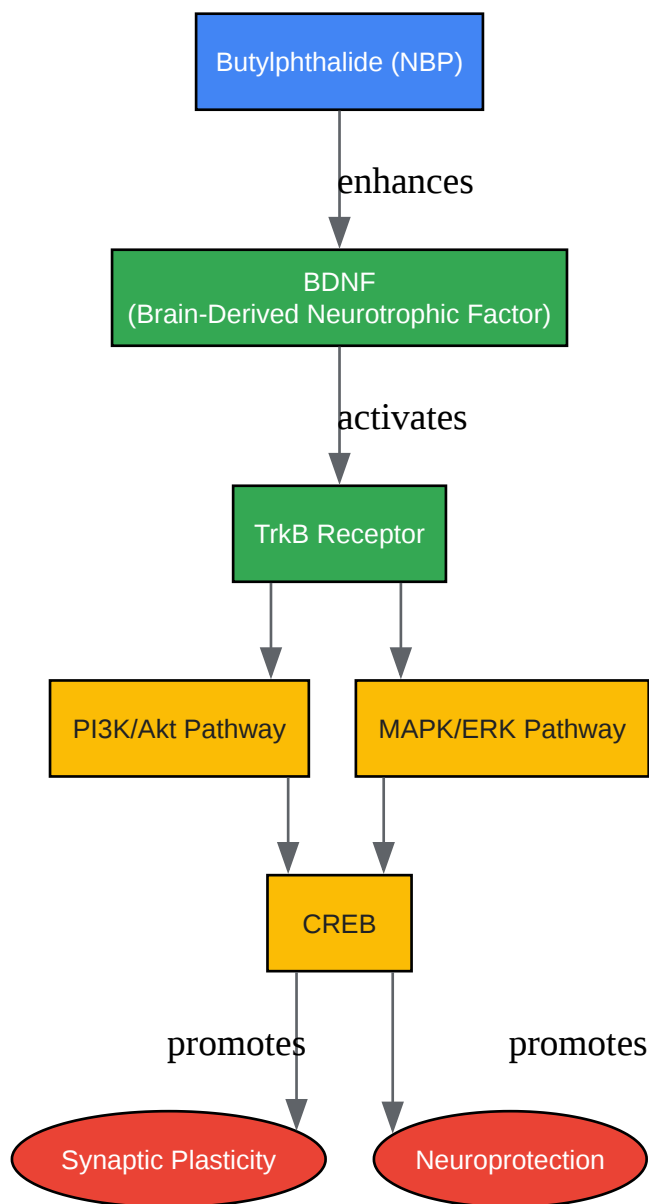 Butylphthalide (NBP)
enhances
BDNF
(Brain-Derived Neurotrophic Factor)
activates
TrkB Receptor
PI3K/Akt Pathway
MAPK/ERK Pathway
CREB
promotes
promotes
Synaptic Plasticity
Neuroprotection